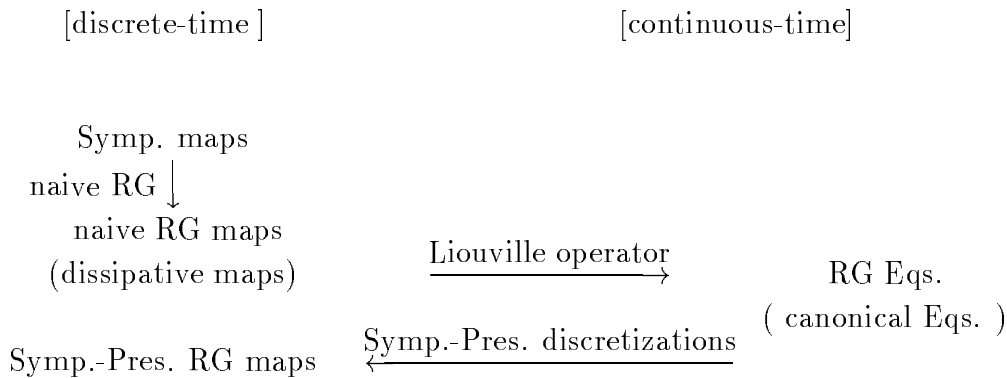 [discrete-time ] [continuous-time]
Symp. maps
naive RG
naive RG maps
(dissipative maps)
Liouville operator
RG Eqs.
( canonical Eqs. )
Symp.-Pres. discretizations
Symp.-Pres. RG maps